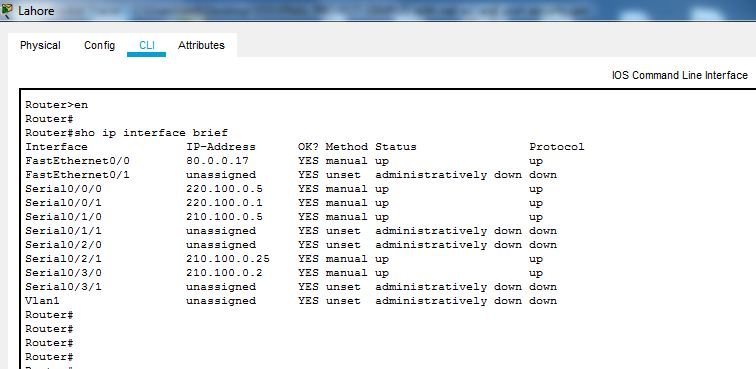 Lahore
Physical Config CLI Attributes
IOS Command Line Interface
Router>en
Router#
Router#sho ip interface brief
Interface IP-Address OK? Method Status Protocol
FastEthernet0/0 80.0.0.17 YES manual up up
FastEthernet0/1 unassigned YES unset administratively down down
Serial0/0/0 220.100.0.5 YES manual up up
Serial0/0/1 220.100.0.1 YES manual up up
Serial0/1/0 210.100.0.5 YES manual up up
Serial0/1/1 unassigned YES unset administratively down down
Serial0/2/0 unassigned YES unset administratively down down
Serial0/2/1 210.100.0.25 YES manual up up
Serial0/3/0 210.100.0.2 YES manual up up
Serial0/3/1 unassigned YES unset administratively down down
Vlan1 unassigned YES unset administratively down down
Router#
Router#
Router#
Router#
Router#